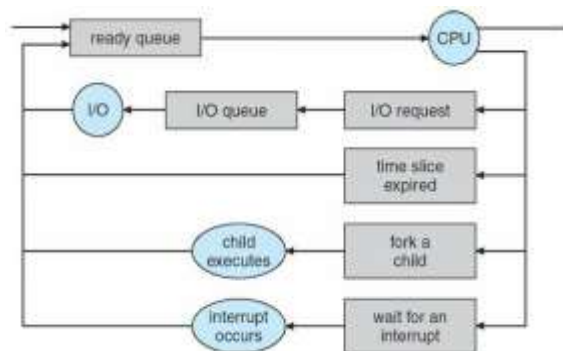 ready queue
CPU
I/O
I/O queue
I/O request
time slice
expired
child
executes
fork a
child
interrupt
occurs
wait for an
interrupt